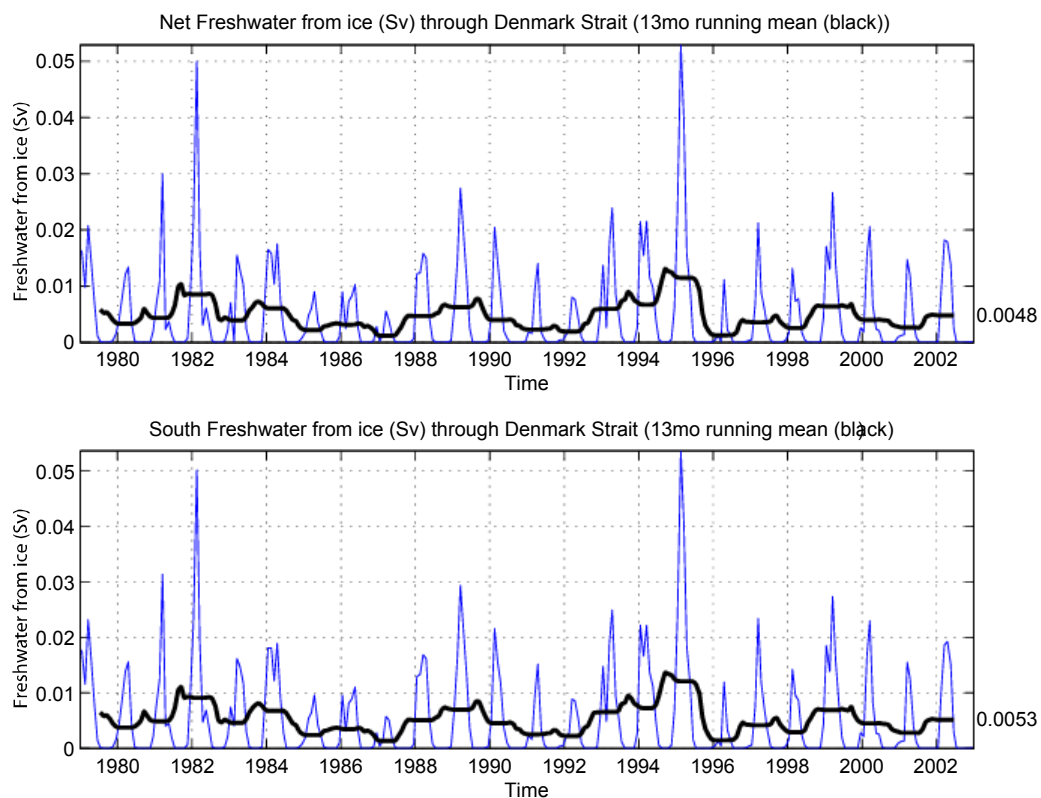 Net Freshwater from ice (Sv) through Denmark Strait (13mo running mean (black))
Freshwater from ice (Sv)
0.05
0.04
0.03
0.02
0.01
0
0.0048
1980 1982 1984 1986 1988 1990 1992 1994 1996 1998 2000 2002
Time
South Freshwater from ice (Sv) through Denmark Strait (13mo running mean (black)
Freshwater from ice (Sv)
0.05
0.04
0.03
0.02
0.01
0
0.0053
1980 1982 1984 1986 1988 1990 1992 1994 1996 1998 2000 2002
Time